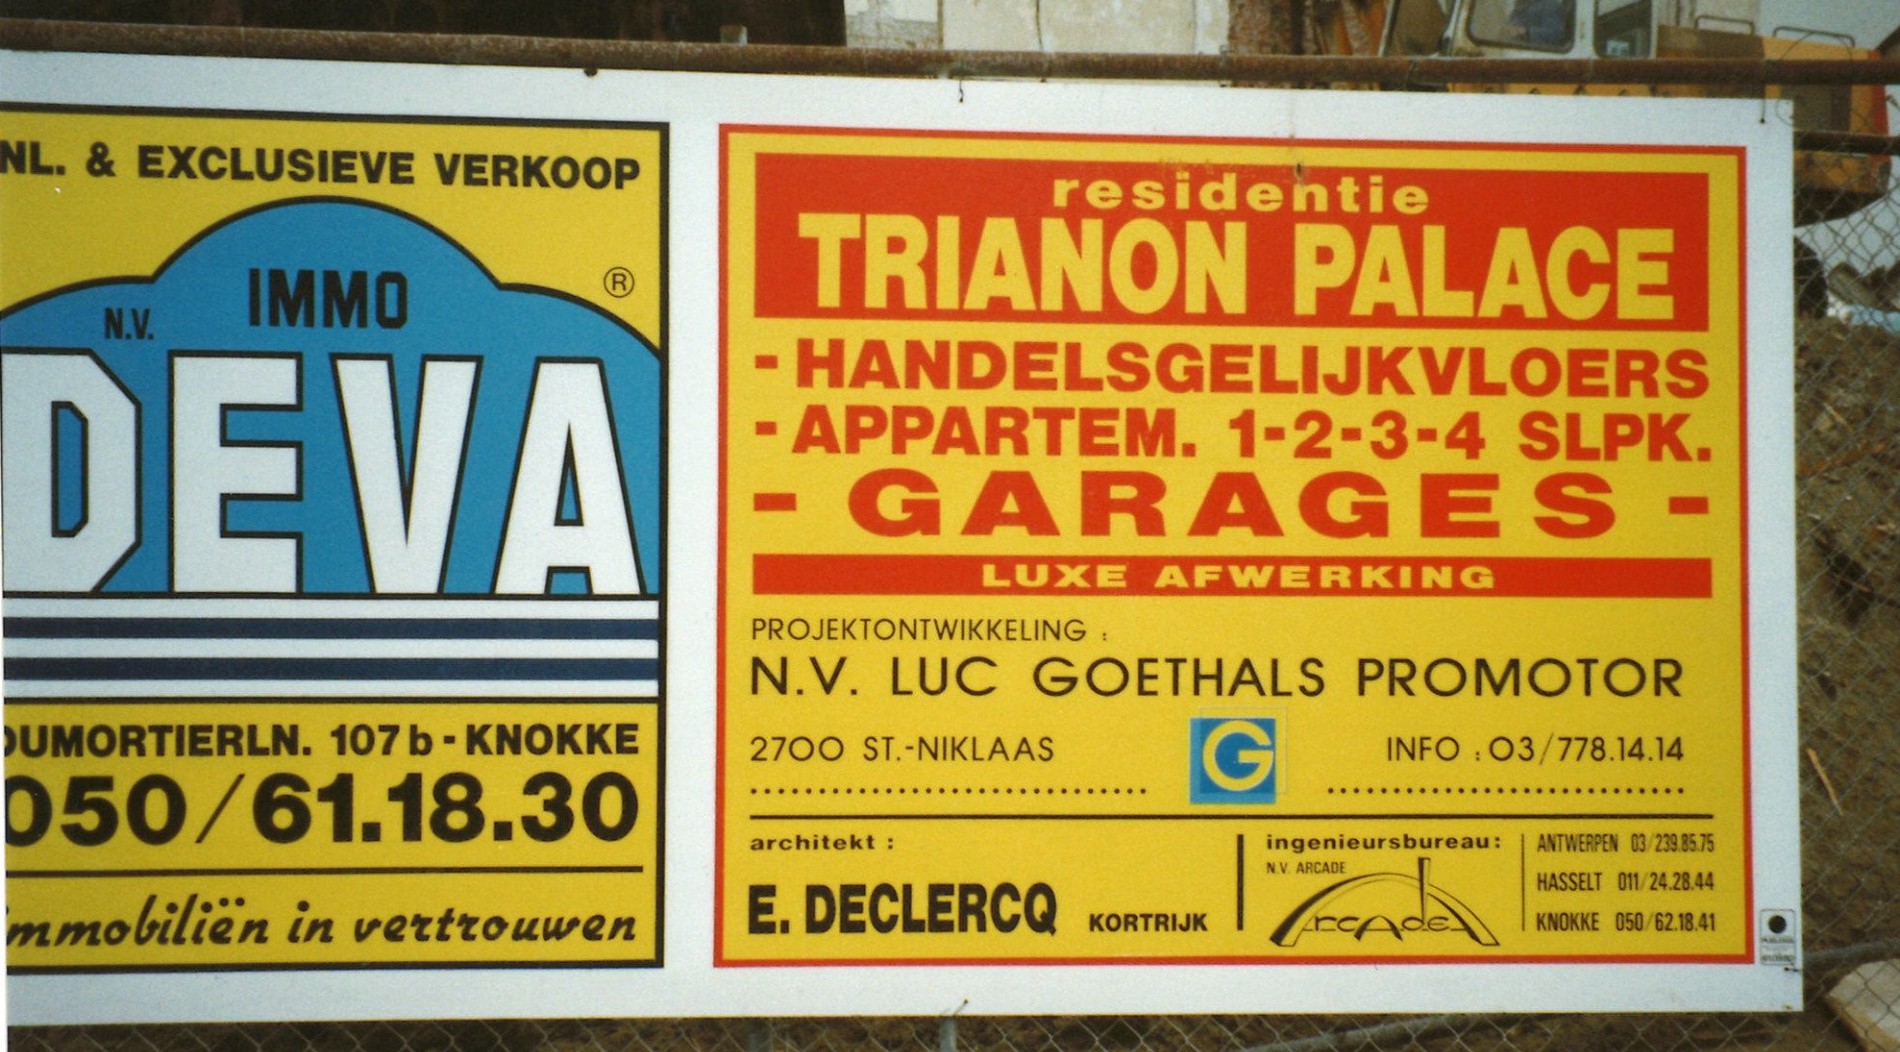 NL. & EXCLUSIEVE VERKOOP
®
N.V. IMMO
DEVA
DUMORTIERLN. 107b - KNOKKE
050/61.18.30
immobiliën in vertrouwen
residentie
TRIANON PALACE
- HANDELSGELIJKVLOERS
- APPARTEM. 1-2-3-4 SLPK.
- GARAGES -
LUXE AFWERKING
PROJEKTONTWIKKELING :
N.V. LUC GOETHALS PROMOTOR
2700 ST.-NIKLAAS
G
INFO : 03/778.14.14
architekt :
E. DECLERCQ KORTRIJK
ingenieursbureau:
N.V. ARCADE
ArcAdeA
ANTWERPEN 03/239.85.75
HASSELT 011/24.28.44
KNOKKE 050/62.18.41